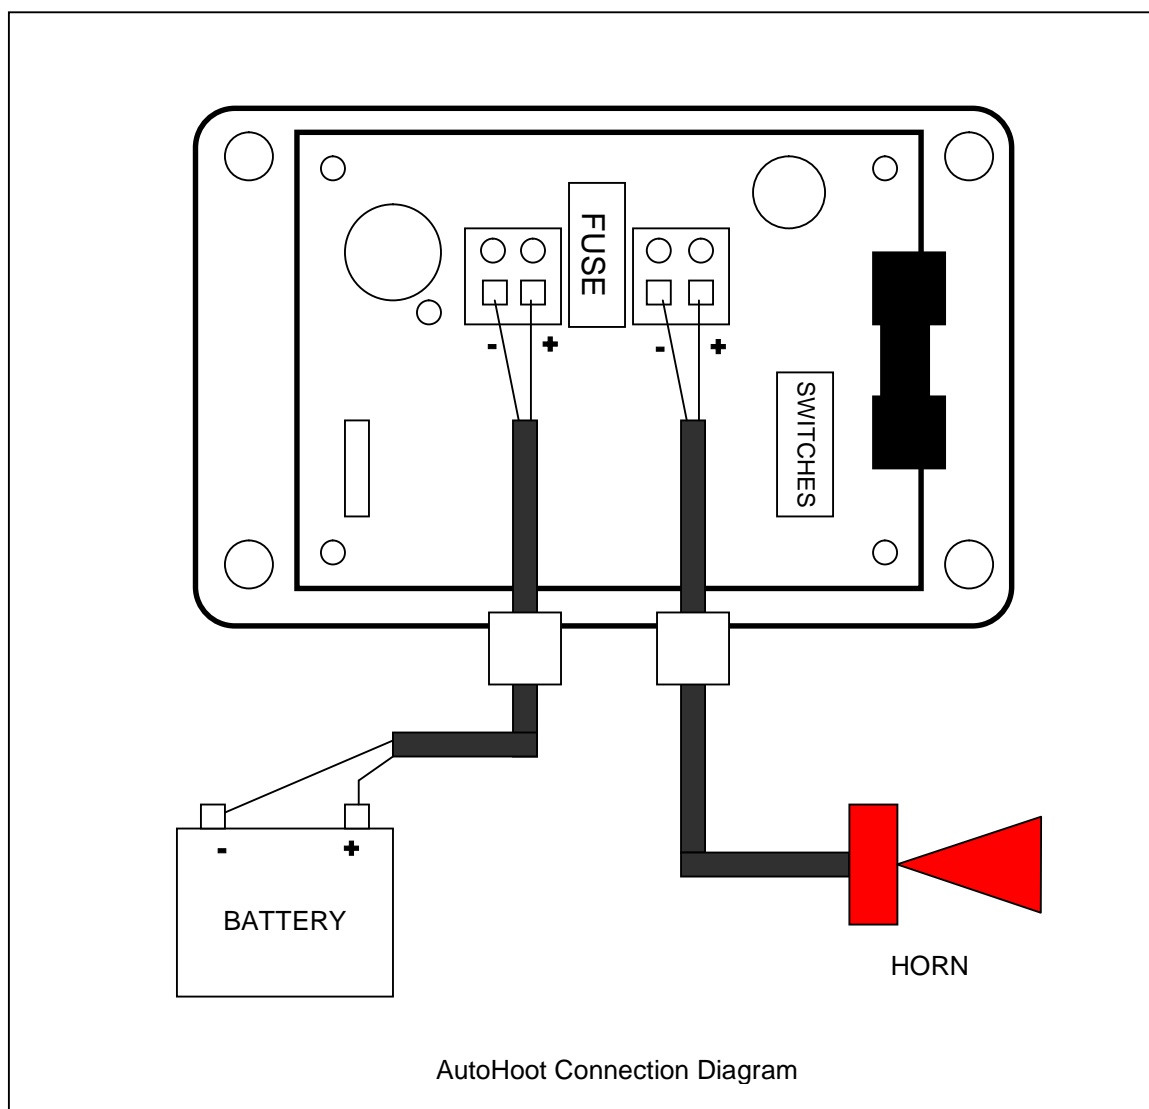 FUSE
- + - +
SWITCHES
- +
BATTERY
HORN
AutoHoot Connection Diagram